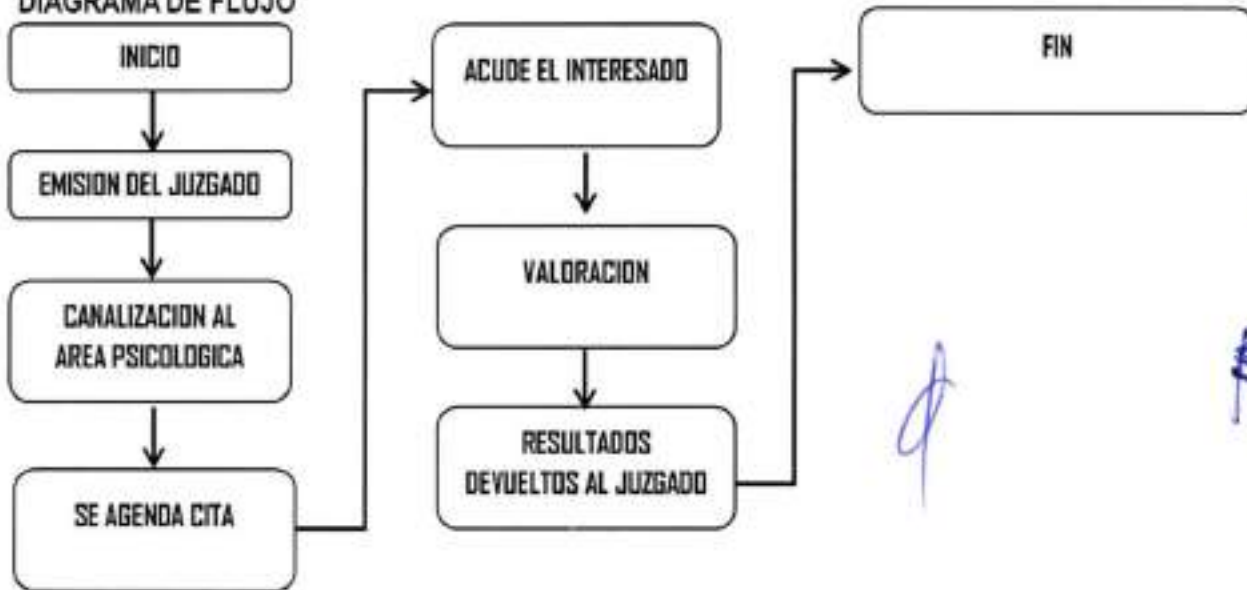 DIAGRAMA DE FLUJO
INICIO
EMISION DEL JUZGADO
CANALIZACION AL
AREA PSICOLOGICA
SE AGENDA CITA
ACUDE EL INTERESADO
VALORACION
RESULTADOS
DEVUELTOS AL JUZGADO
FIN